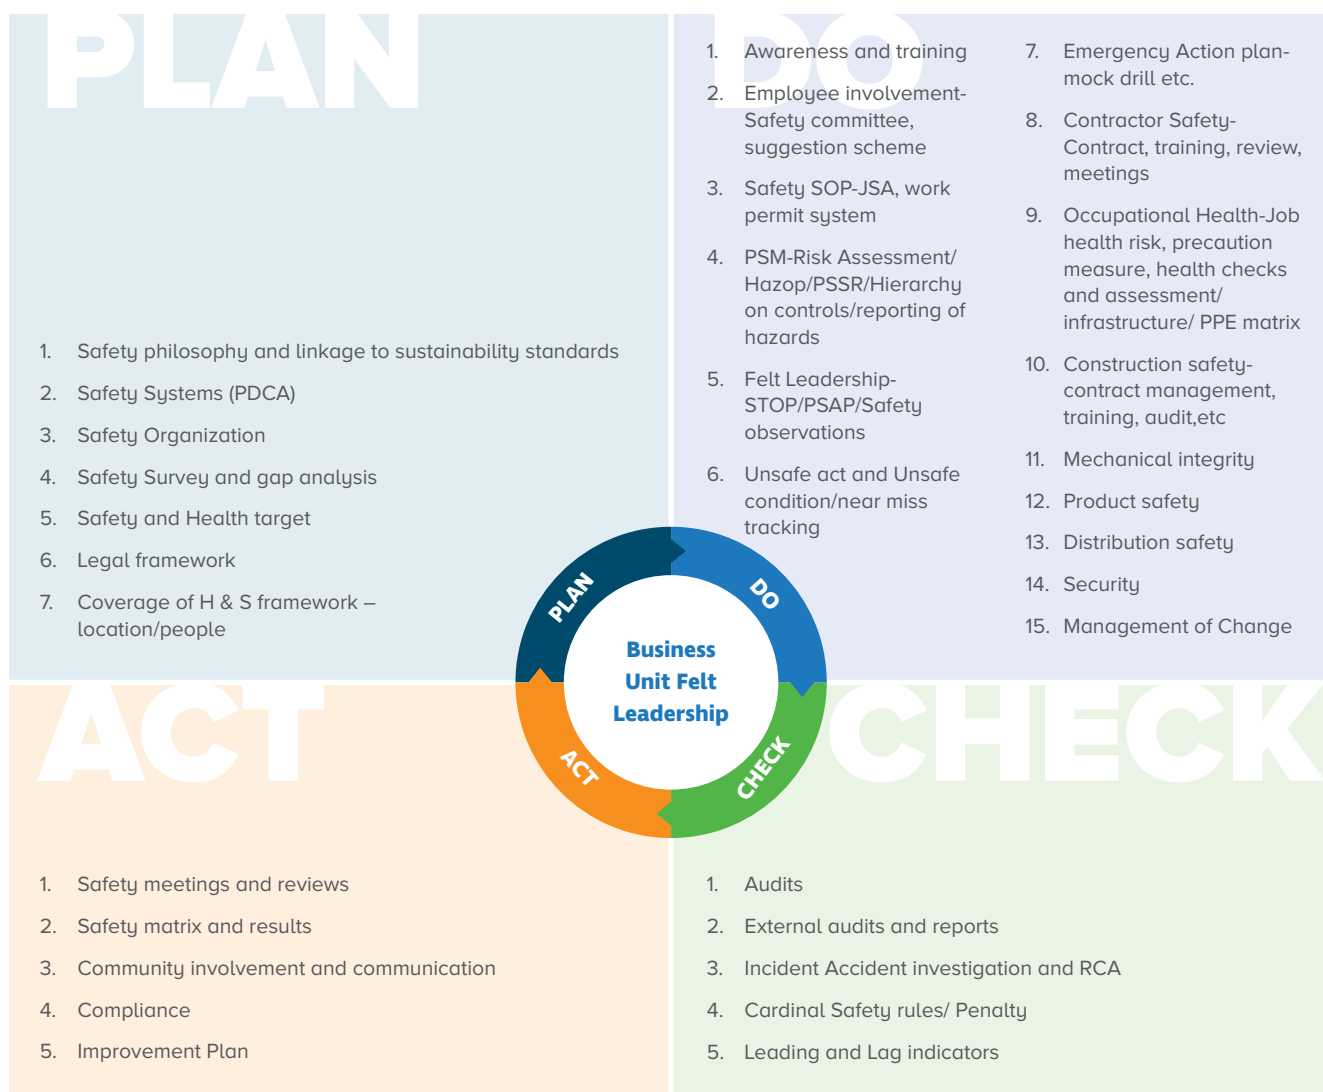 PLAN
1. Safety philosophy and linkage to sustainability standards
2. Safety Systems (PDCA)
3. Safety Organization
4. Safety Survey and gap analysis
5. Safety and Health target
6. Legal framework
7. Coverage of H & S framework –
location/people
DO
1. Awareness and training
2. Employee involvement-
Safety committee,
suggestion scheme
3. Safety SOP-JSA, work
permit system
4. PSM-Risk Assessment/
Hazop/PSSR/Hierarchy
on controls/reporting of
hazards
5. Felt Leadership-
STOP/PSAP/Safety
observations
6. Unsafe act and Unsafe
condition/near miss
tracking
7. Emergency Action plan-
mock drill etc.
8. Contractor Safety-
Contract, training, review,
meetings
9. Occupational Health-Job
health risk, precaution
measure, health checks
and assessment/
infrastructure/ PPE matrix
10. Construction safety-
contract management,
training, audit,etc
11. Mechanical integrity
12. Product safety
13. Distribution safety
14. Security
15. Management of Change
PLAN
DO
CHECK
ACT
Business
Unit Felt
Leadership
ACT
1. Safety meetings and reviews
2. Safety matrix and results
3. Community involvement and communication
4. Compliance
5. Improvement Plan
CHECK
1. Audits
2. External audits and reports
3. Incident Accident investigation and RCA
4. Cardinal Safety rules/ Penalty
5. Leading and Lag indicators